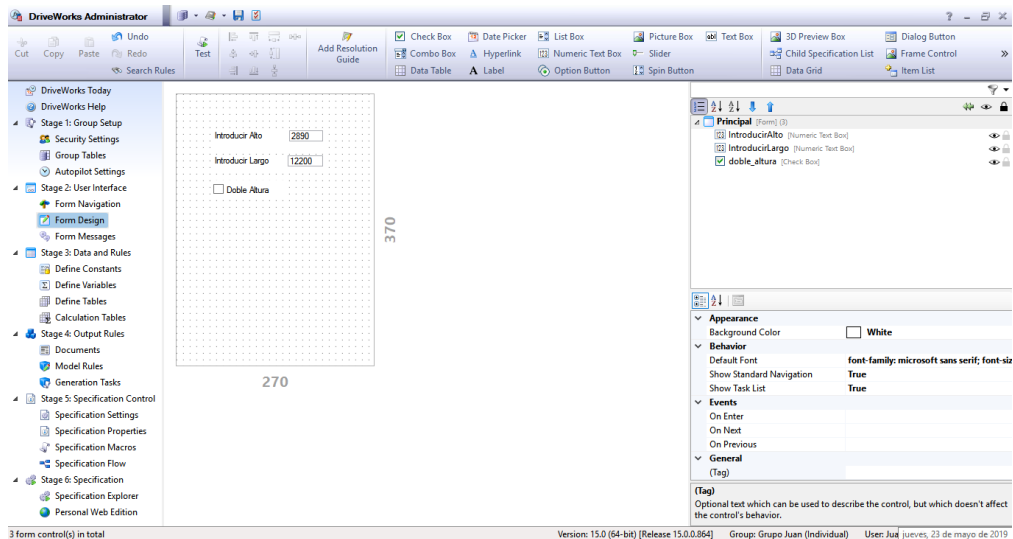 DriveWorks Administrator
Cut Copy Paste Undo Redo Search Rules
Test
Add Resolution Guide
Check Box Date Picker List Box Picture Box Text Box 3D Preview Box Dialog Button
Combo Box Hyperlink Numeric Text Box Slider Child Specification List Frame Control
Data Table Label Option Button Spin Button Data Grid Item List
DriveWorks Today
DriveWorks Help
Stage 1: Group Setup
Security Settings
Group Tables
Autopilot Settings
Stage 2: User Interface
Form Navigation
Form Design
Form Messages
Stage 3: Data and Rules
Define Constants
Define Variables
Define Tables
Calculation Tables
Stage 4: Output Rules
Documents
Model Rules
Generation Tasks
Stage 5: Specification Control
Specification Settings
Specification Properties
Specification Macros
Specification Flow
Stage 6: Specification
Specification Explorer
Personal Web Edition
Introducir Alto 2890
Introducir Largo 12200
Doble Altura
370
270
Principal [Form] (3)
IntroducirAlto [Numeric Text Box]
IntroducirLargo [Numeric Text Box]
doble_altura [Check Box]
Appearance
Background Color White
Behavior
Default Font font-family: microsoft sans serif; font-siz
Show Standard Navigation True
Show Task List True
Events
On Enter
On Next
On Previous
General
(Tag)
(Tag)
Optional text which can be used to describe the control, but which doesn't affect
the control's behavior.
3 form control(s) in total Version: 15.0 (64-bit) [Release 15.0.0.864] Group: Grupo Juan (Individual) User: Jua jueves, 23 de mayo de 2019